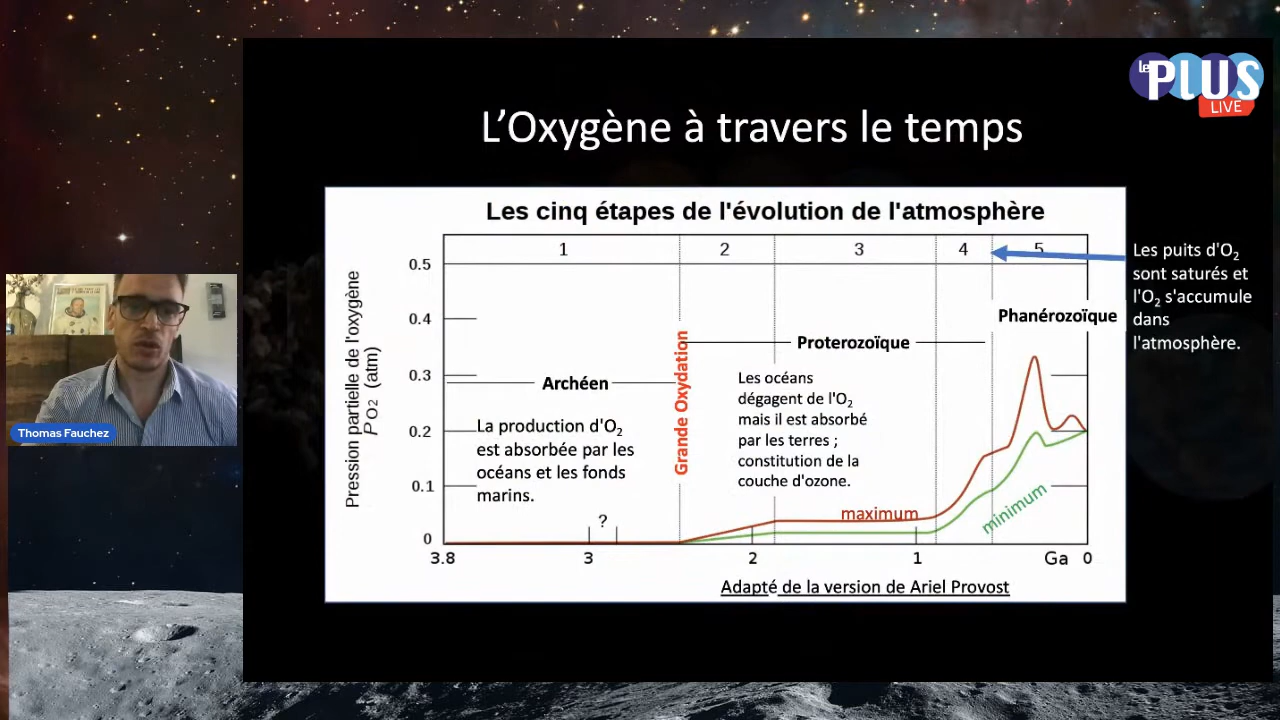 le PLUS
LIVE
L'Oxygène à travers le temps
Les cinq étapes de l'évolution de l'atmosphère
1 2 3 4 5
Les puits d'O₂
sont saturés et
l'O₂ s'accumule
dans
l'atmosphère.
Pression partielle de l'oxygène
P O₂ (atm)
0.5
0.4
0.3
0.2
0.1
0
Phanérozoïque
Proterozoïque
Archéen
Grande Oxydation
La production d'O₂
est absorbée par les
océans et les fonds
marins.
Les océans
dégagent de l'O₂
mais il est absorbé
par les terres ;
constitution de la
couche d'ozone.
?
maximum
minimum
3.8 3 2 1 Ga 0
Adapté de la version de Ariel Provost
Thomas Fauchez